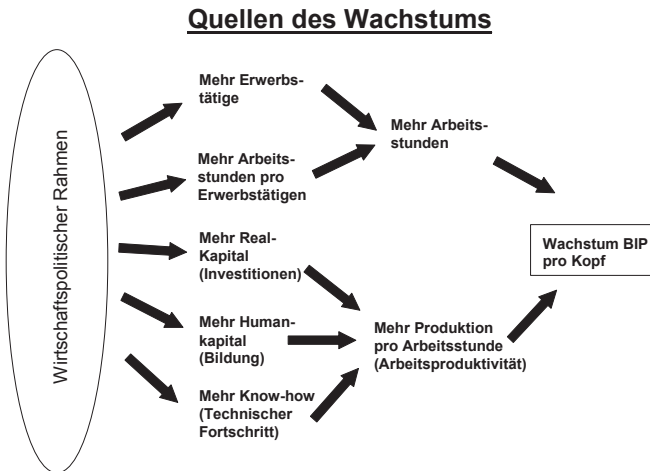 Quellen des Wachstums
Wirtschaftspolitischer Rahmen
Mehr Erwerbs-
tätige
Mehr Arbeits-
stunden pro
Erwerbstätigen
Mehr Real-
Kapital
(Investitionen)
Mehr Human-
kapital
(Bildung)
Mehr Know-how
(Technischer
Fortschritt)
Mehr Arbeits-
stunden
Mehr Produktion
pro Arbeitsstunde
(Arbeitsproduktivität)
Wachstum BIP
pro Kopf